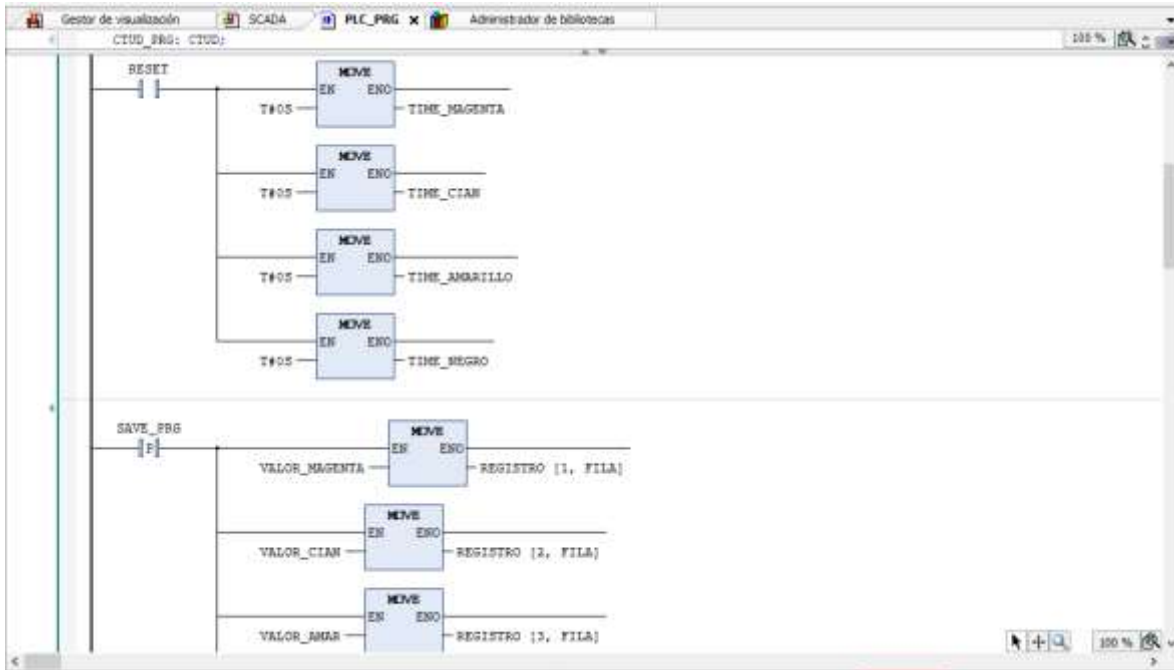 Gestor de visualización SCADA PLC_PRG Administrador de bibliotecas
CTUD_PRG: CTUD;
100 %
RESET
MOVE
EN ENO
T#0S TIME_MAGENTA
MOVE
EN ENO
T#0S TIME_CIAN
MOVE
EN ENO
T#0S TIME_AMARILLO
MOVE
EN ENO
T#0S TIME_NEGRO
SAVE_PRG
P
MOVE
EN ENO
VALOR_MAGENTA REGISTRO [1, FILA]
MOVE
EN ENO
VALOR_CIAN REGISTRO [2, FILA]
MOVE
EN ENO
VALOR_AMAR REGISTRO [3, FILA]
100 %